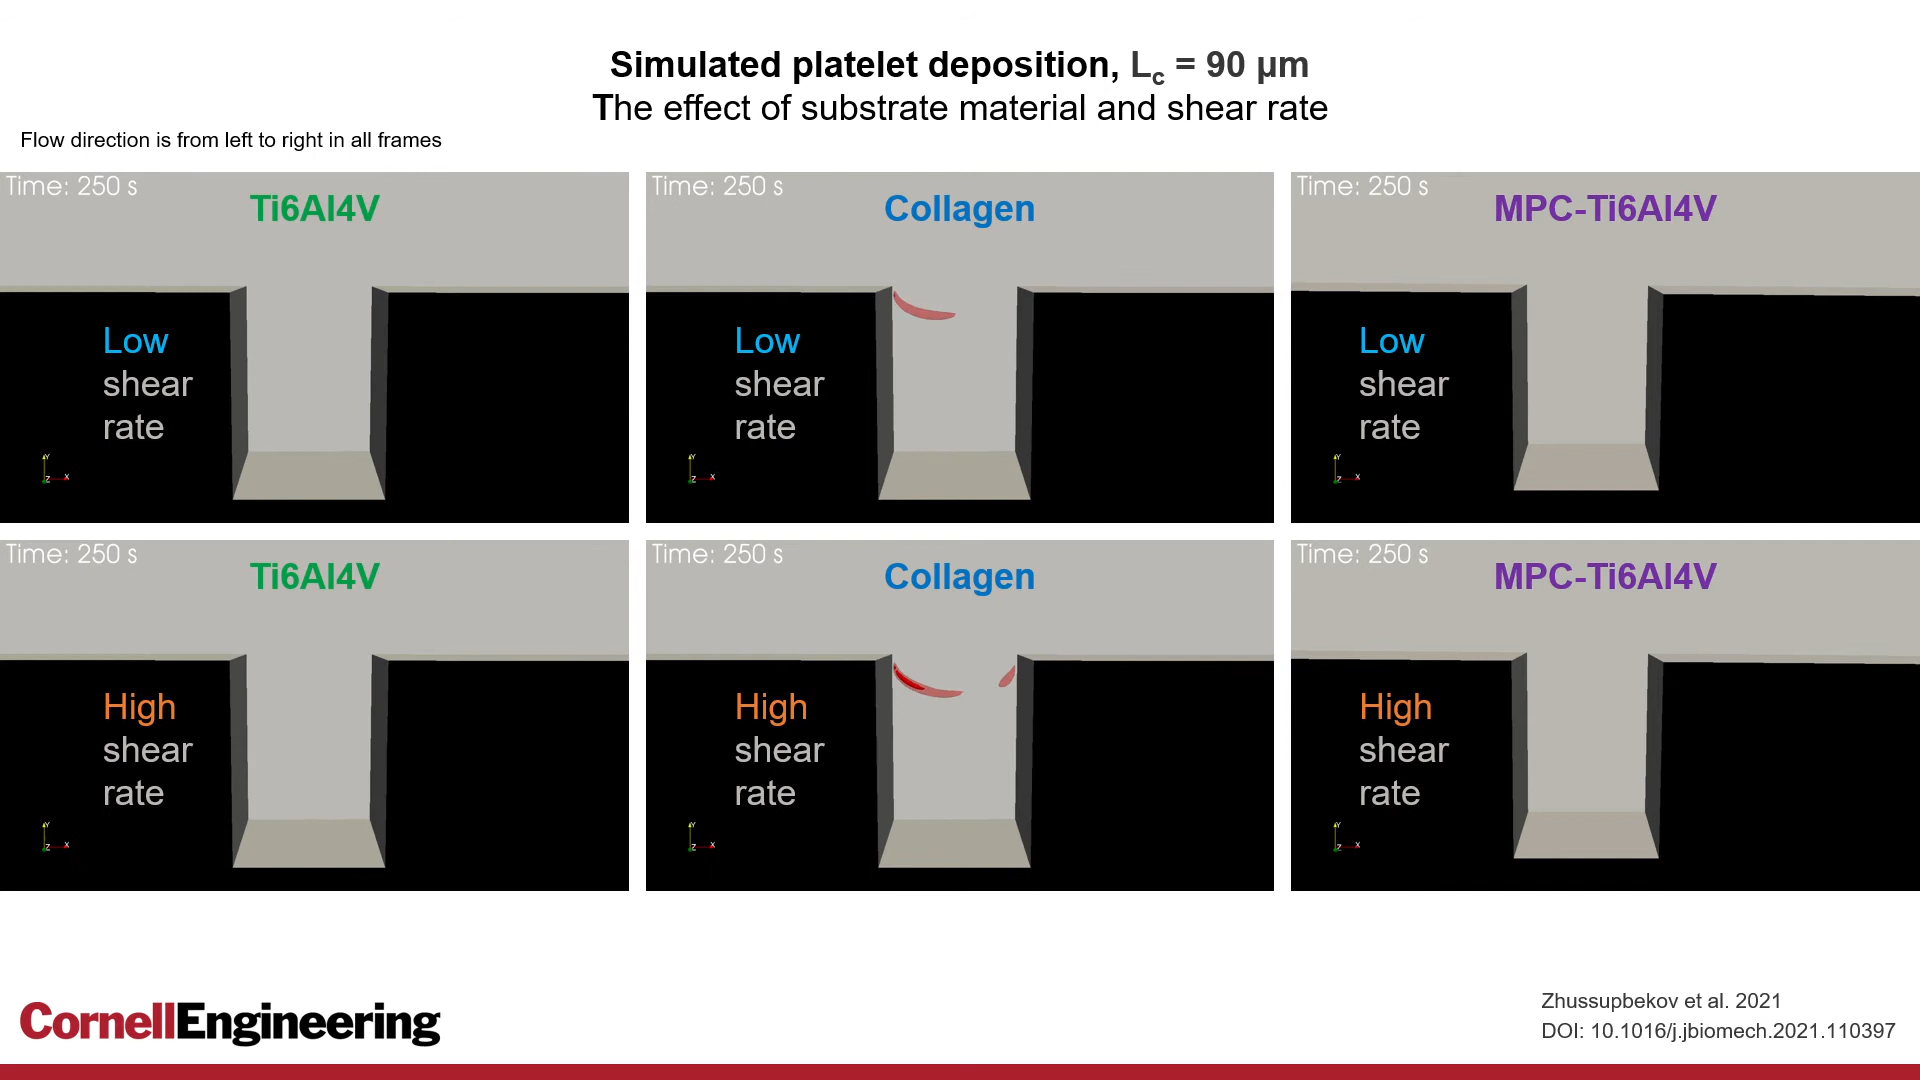 Simulated platelet deposition, Lc = 90 µm
The effect of substrate material and shear rate
Flow direction is from left to right in all frames
Time: 250 s
Ti6Al4V
Low
shear
rate
Y
Z
X
Time: 250 s
Collagen
Low
shear
rate
Y
Z
X
Time: 250 s
MPC-Ti6Al4V
Low
shear
rate
Y
Z
X
Time: 250 s
Ti6Al4V
High
shear
rate
Y
Z
X
Time: 250 s
Collagen
High
shear
rate
Y
Z
X
Time: 250 s
MPC-Ti6Al4V
High
shear
rate
Y
Z
X
CornellEngineering
Zhussupbekov et al. 2021
DOI: 10.1016/j.jbiomech.2021.110397